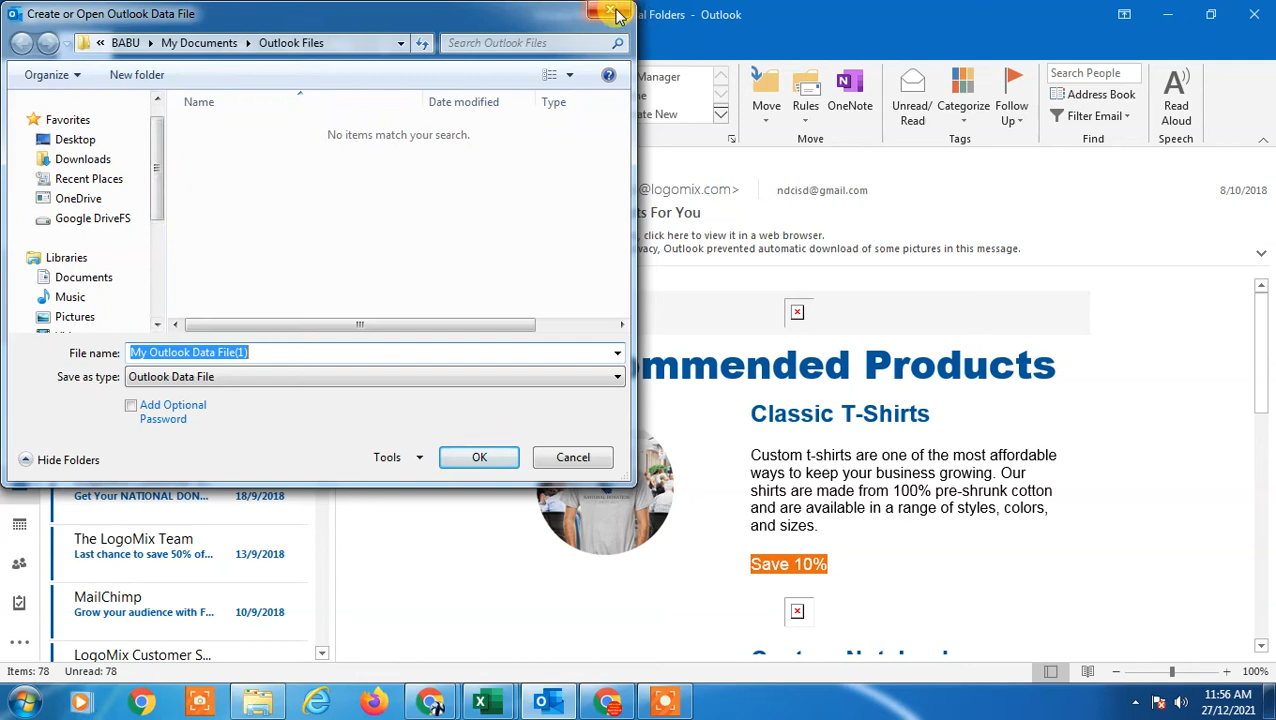 Create or Open Outlook Data File
al Folders - Outlook
« BABU My Documents Outlook Files
Search Outlook Files
Organize New folder
Name Date modified Type
No items match your search.
Favorites
Desktop
Downloads
Recent Places
OneDrive
Google DriveFS
Libraries
Documents
Music
Pictures
File name: My Outlook Data File(1)
Save as type: Outlook Data File
Add Optional
Password
Hide Folders
Tools OK Cancel
Manager
ne
te New
Move
Rules
OneNote
Move
Unread/
Read
Categorize
Follow
Up
Tags
Search People
Address Book
Filter Email
Find
Read
Aloud
Speech
@logomix.com> ndcisd@gmail.com 8/10/2018
ts For You
, click here to view it in a web browser.
vacy, Outlook prevented automatic download of some pictures in this message.
ommended Products
Classic T-Shirts
Custom t-shirts are one of the most affordable
ways to keep your business growing. Our
shirts are made from 100% pre-shrunk cotton
and are available in a range of styles, colors,
and sizes.
Save 10%
Get Your NATIONAL DON... 18/9/2018
The LogoMix Team
Last chance to save 50% of... 13/9/2018
MailChimp
Grow your audience with F... 10/9/2018
LogoMix Customer S...
Items: 78 Unread: 78
100%
11:56 AM
27/12/2021